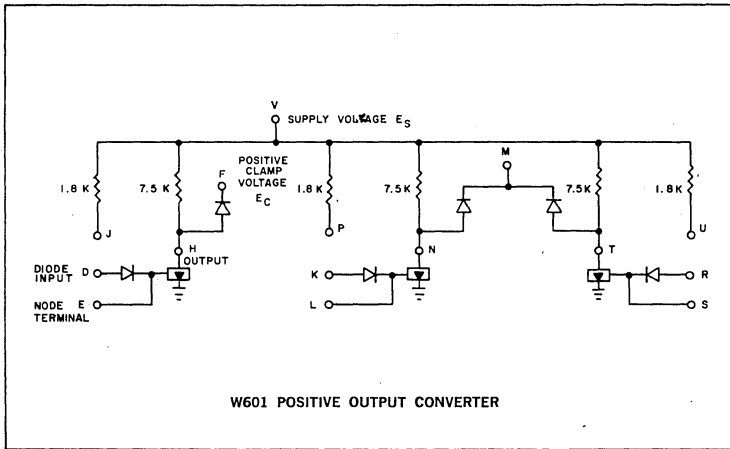 V
SUPPLY VOLTAGE ES
M
F
POSITIVE
CLAMP
VOLTAGE
EC
1.8 K
7.5 K
1.8 K
7.5 K
7.5 K
1.8 K
J
P
U
H
OUTPUT
N
T
DIODE
INPUT
D
K
R
NODE
TERMINAL
E
L
S
W601 POSITIVE OUTPUT CONVERTER